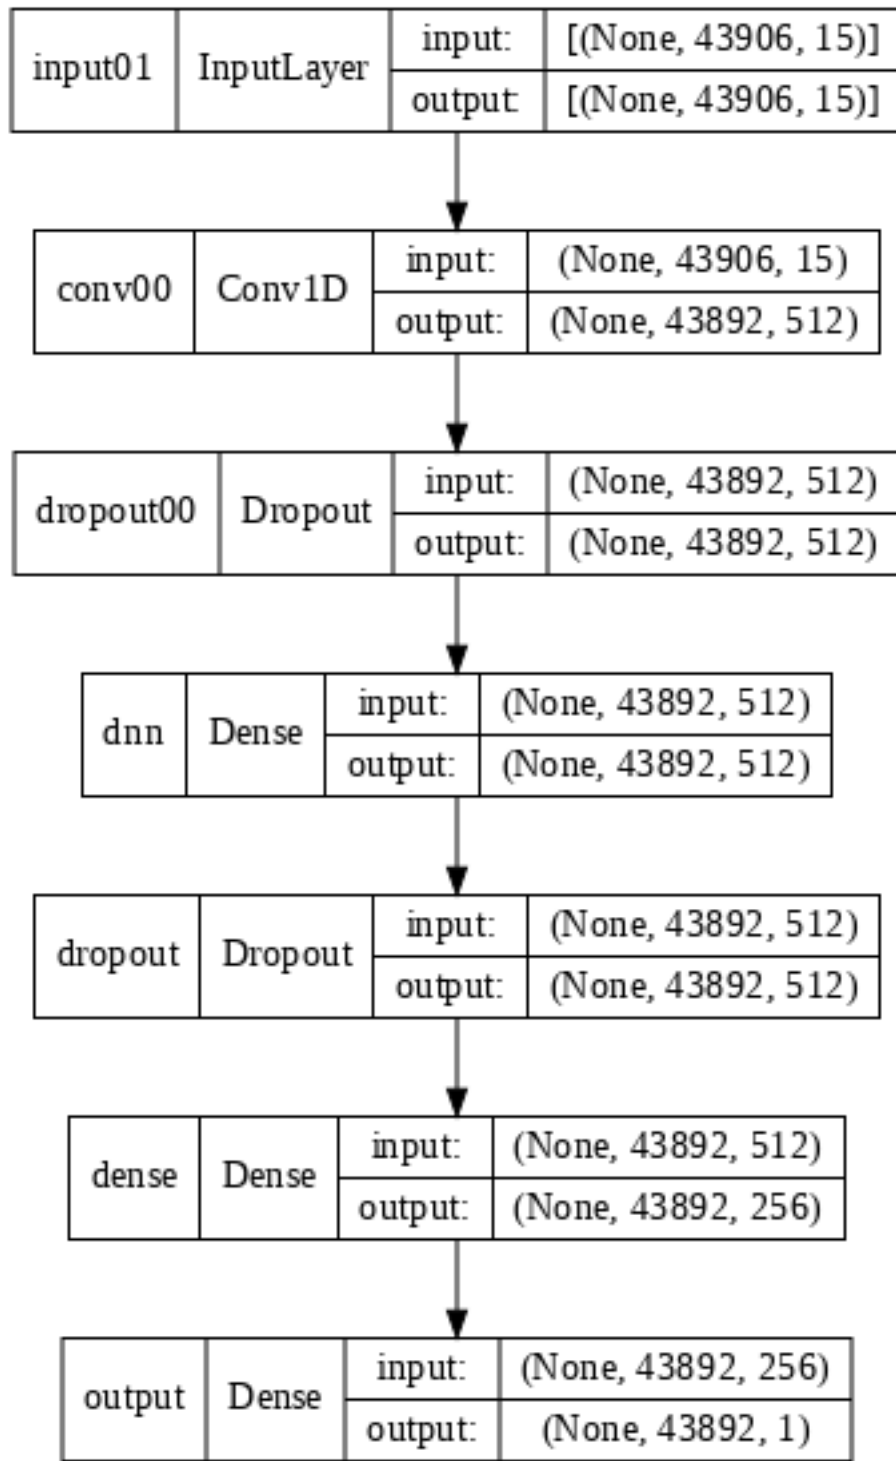 input01 InputLayer input: [(None, 43906, 15)]
output: [(None, 43906, 15)]
conv00 Conv1D input: (None, 43906, 15)
output: (None, 43892, 512)
dropout00 Dropout input: (None, 43892, 512)
output: (None, 43892, 512)
dnn Dense input: (None, 43892, 512)
output: (None, 43892, 512)
dropout Dropout input: (None, 43892, 512)
output: (None, 43892, 512)
dense Dense input: (None, 43892, 512)
output: (None, 43892, 256)
output Dense input: (None, 43892, 256)
output: (None, 43892, 1)